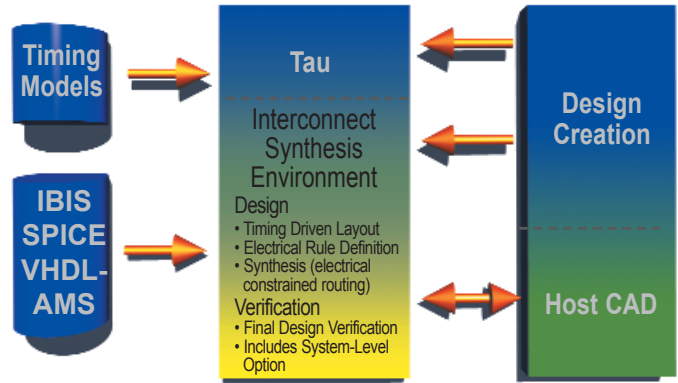 Timing
Models
IBIS
SPICE
VHDL-
AMS
Tau
Interconnect
Synthesis
Environment
Design
• Timing Driven Layout
• Electrical Rule Definition
• Synthesis (electrical
constrained routing)
Verification
• Final Design Verification
• Includes System-Level
Option
Design
Creation
Host CAD